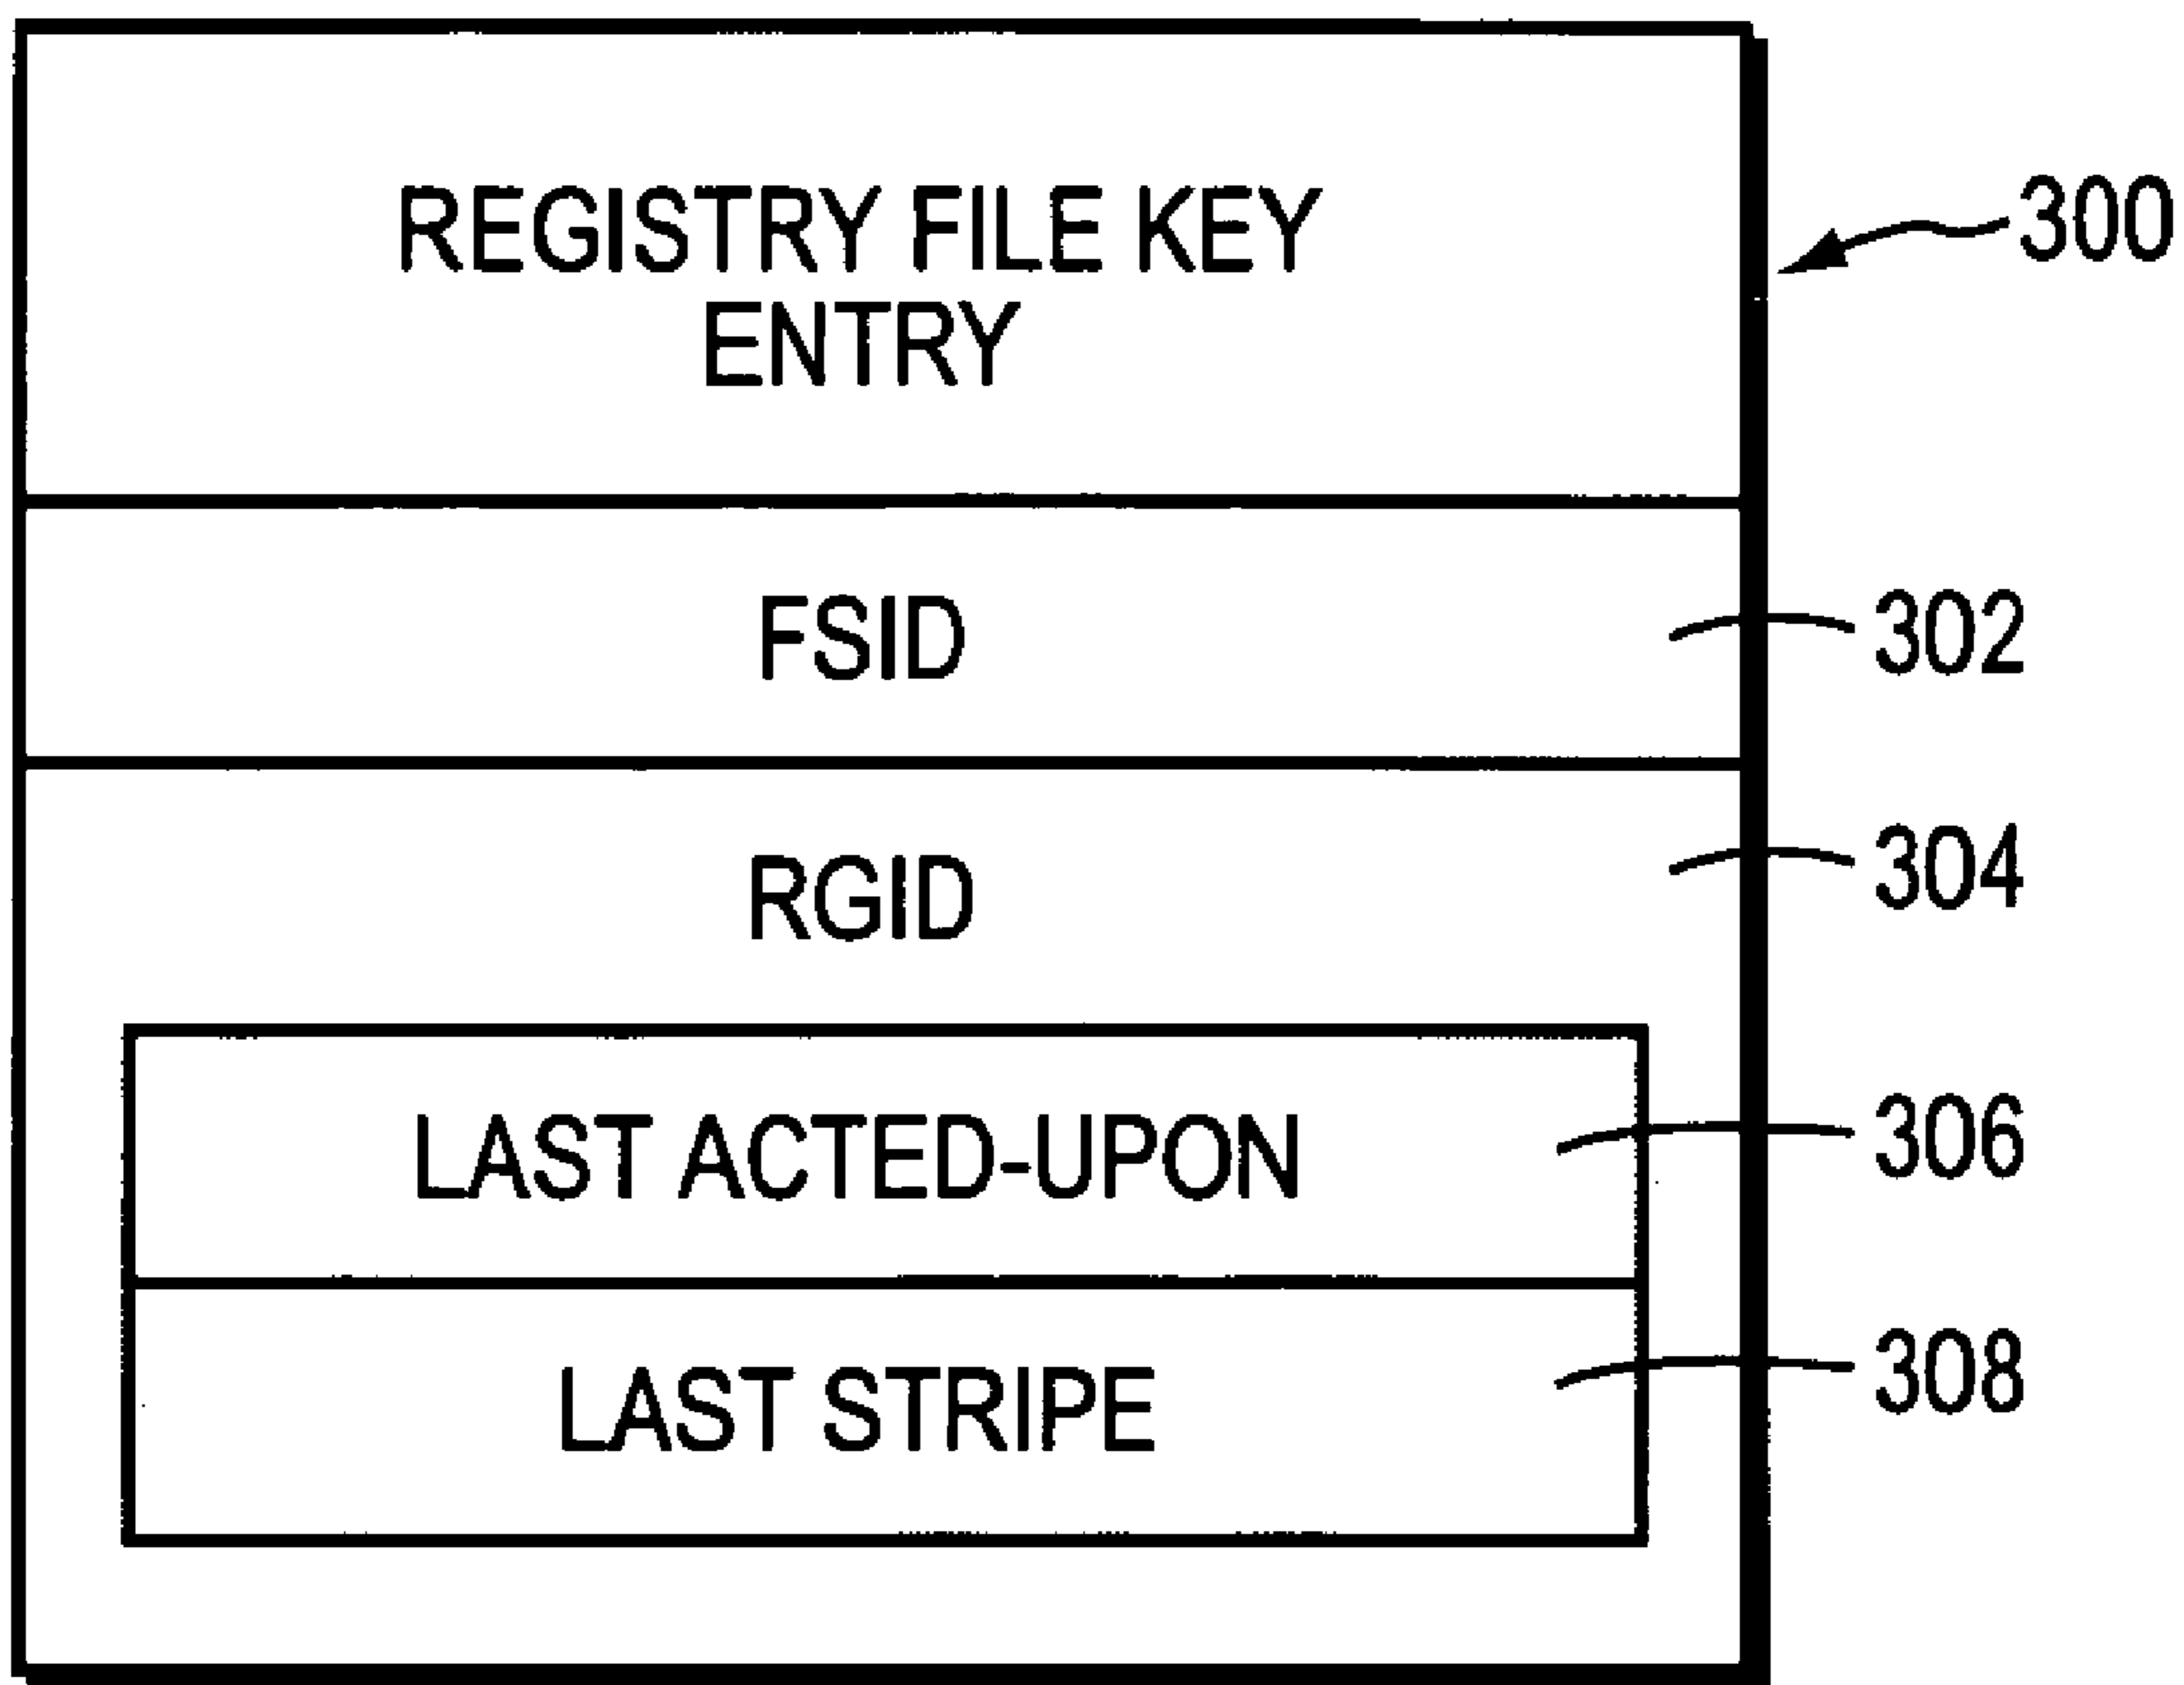 REGISTRY FILE KEY
ENTRY
300
FSID
302
RGID
304
LAST ACTED-UPON
306
LAST STRIPE
308